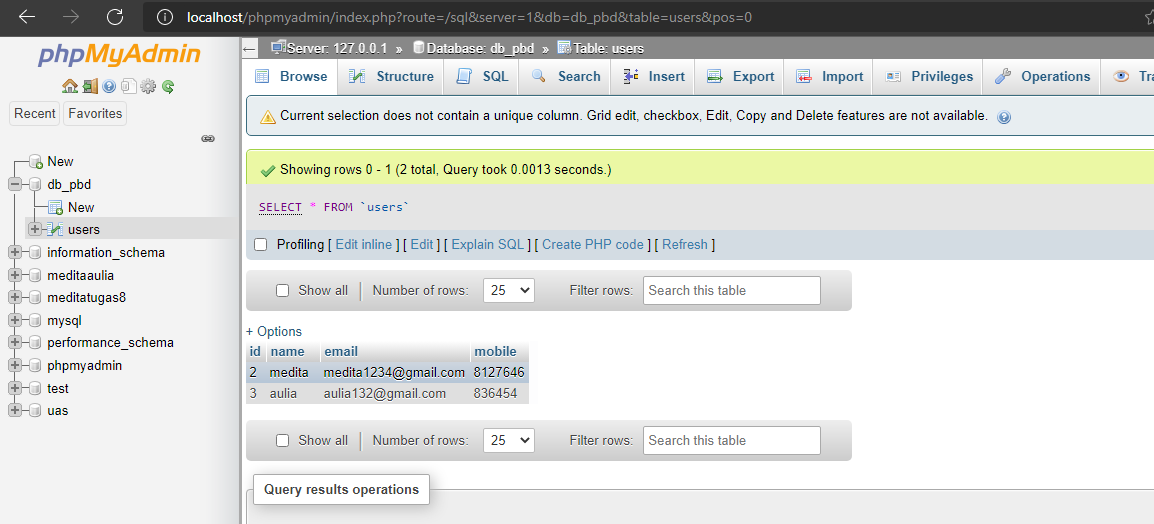 localhost/phpmyadmin/index.php?route=/sql&server=1&db=db_pbd&table=users&pos=0
phpMyAdmin
Recent Favorites
New
db_pbd
New
users
information_schema
meditaaulia
meditatugas8
mysql
performance_schema
phpmyadmin
test
uas
Server: 127.0.0.1 » Database: db_pbd » Table: users
Browse Structure SQL Search Insert Export Import Privileges Operations Tra
Current selection does not contain a unique column. Grid edit, checkbox, Edit, Copy and Delete features are not available.
Showing rows 0 - 1 (2 total, Query took 0.0013 seconds.)
SELECT * FROM `users`
Profiling [ Edit inline ] [ Edit ] [ Explain SQL ] [ Create PHP code ] [ Refresh ]
Show all Number of rows: 25 Filter rows: Search this table
+ Options
id name email mobile
2 medita medita1234@gmail.com 8127646
3 aulia aulia132@gmail.com 836454
Show all Number of rows: 25 Filter rows: Search this table
Query results operations